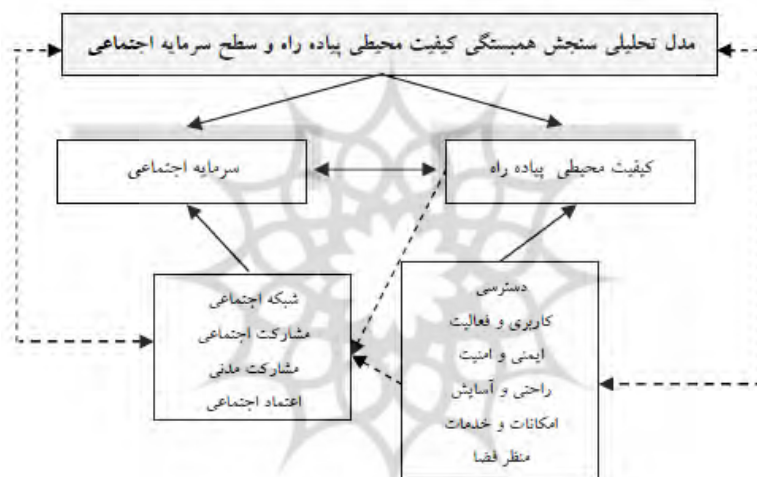 مدل تحلیلی سنجش همبستگی کیفیت محیطی پیاده راه و سطح سرمایه اجتماعی
کیفیت محیطی پیاده راه
سرمایه اجتماعی
دسترسی
کاربری و فعالیت
ایمنی و امنیت
راحتی و آسایش
امکانات و خدمات
منظر فضا
شبکه اجتماعی
مشارکت اجتماعی
مشارکت مدنی
اعتماد اجتماعی